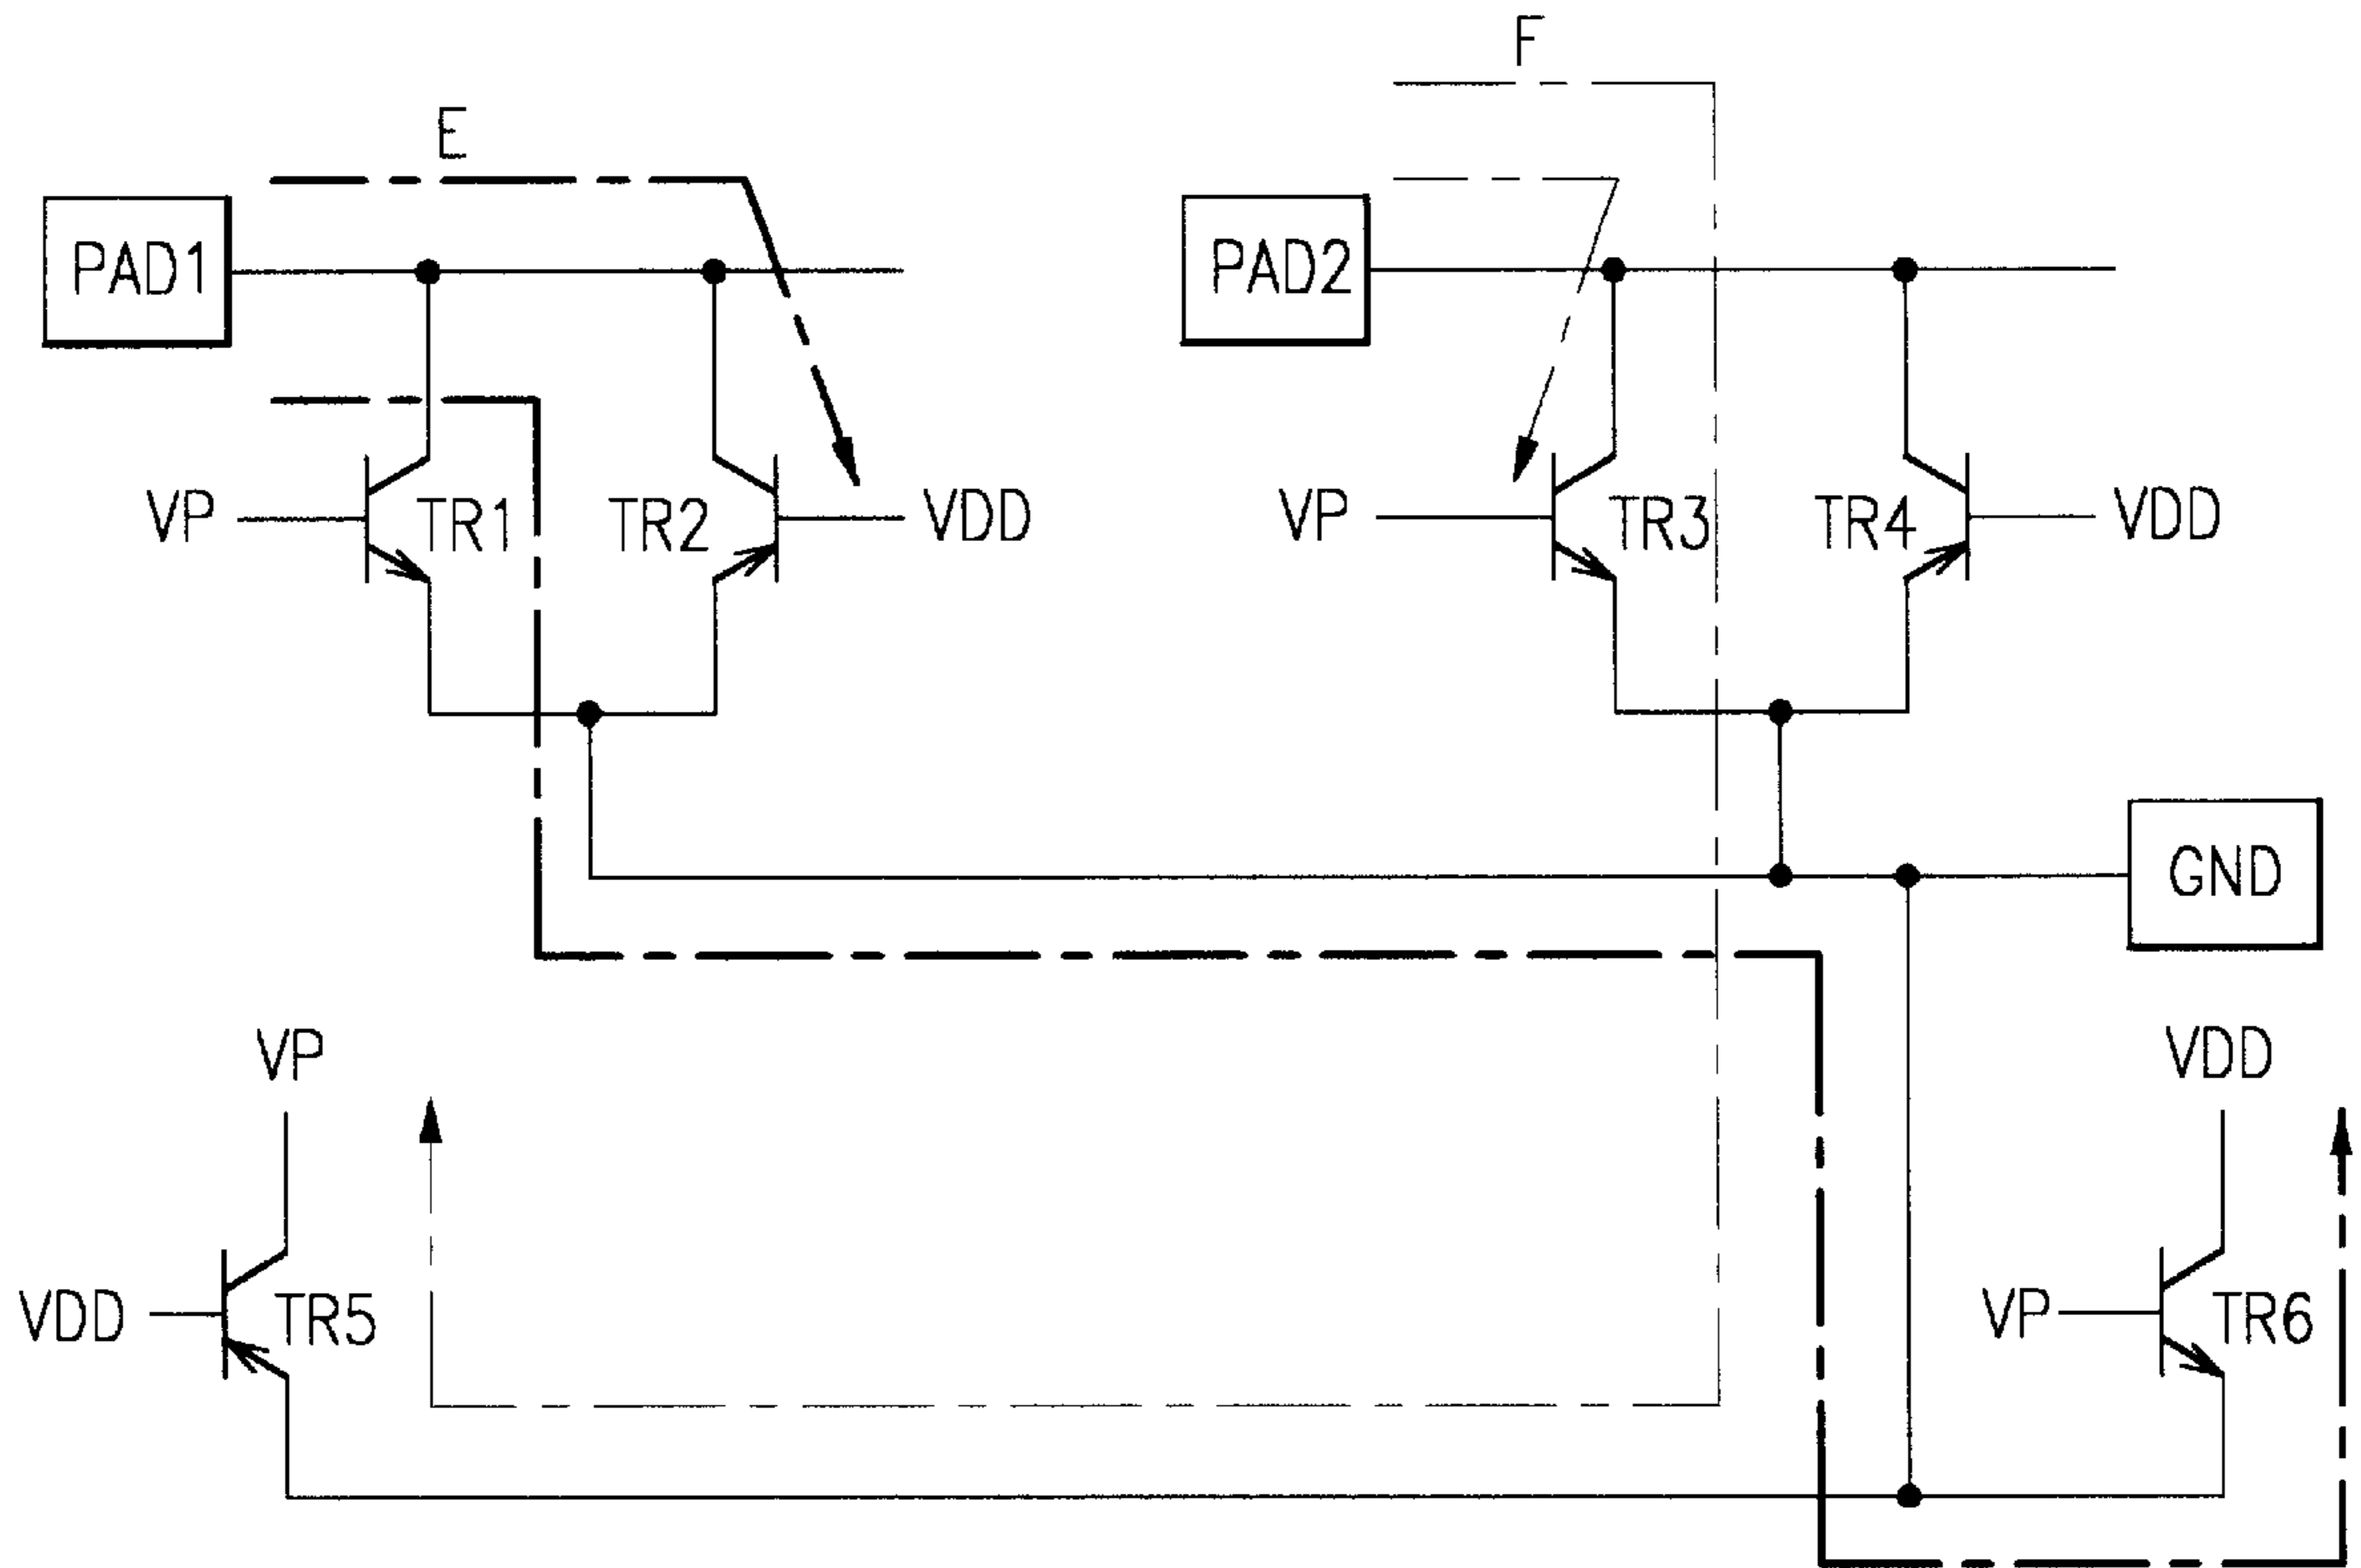 F
E
PAD1
PAD2
VP
TR1
TR2
VDD
VP
TR3
TR4
VDD
GND
VP
VDD
VDD
TR5
VP
TR6